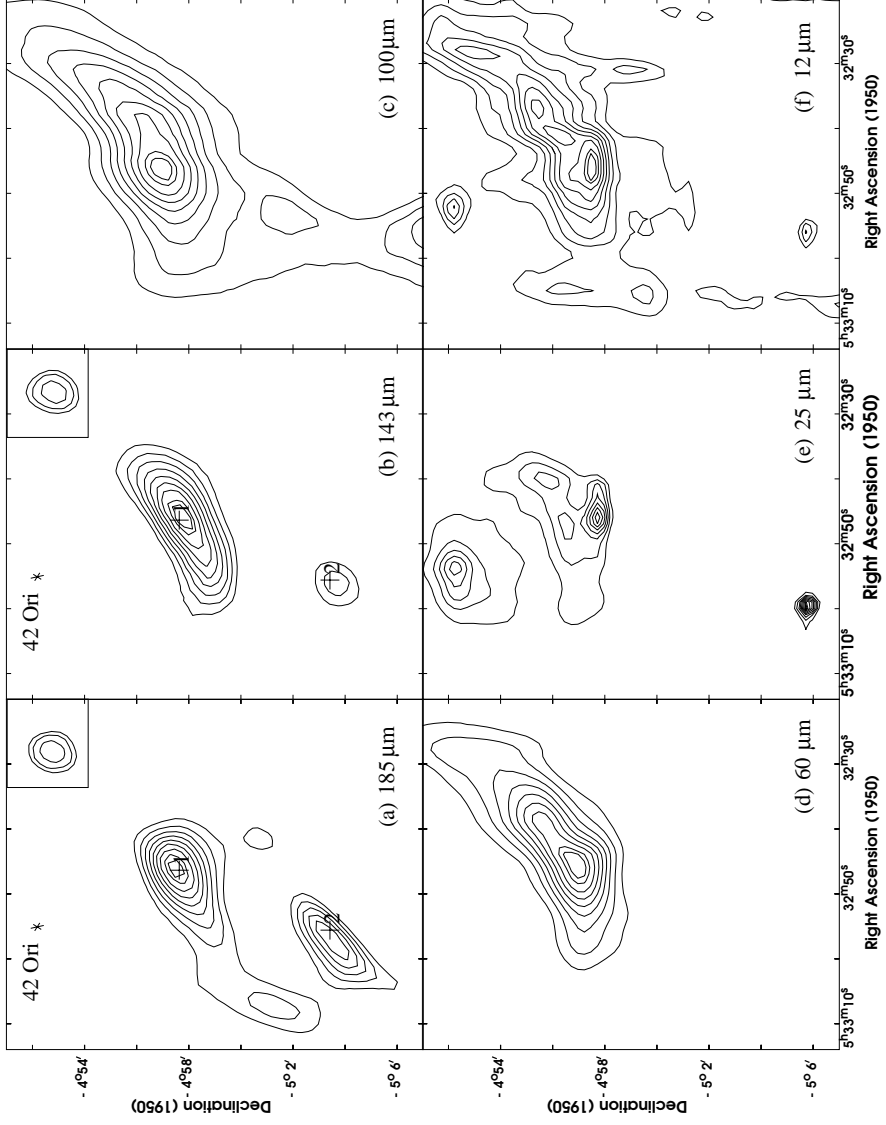 42 Ori
42 Ori
1
1
2
2
(a) 185 µm
(b) 143 µm
(c) 100µm
Declination (1950)
- 4°54′
- 4°58′
- 5° 2′
- 5° 6′
(d) 60 µm
(e) 25 µm
(f) 12 µm
Declination (1950)
- 4°54′
- 4°58′
- 5° 2′
- 5° 6′
5ʰ33ᵐ10ˢ 32ᵐ50ˢ 32ᵐ30ˢ
5ʰ33ᵐ10ˢ 32ᵐ50ˢ 32ᵐ30ˢ
5ʰ33ᵐ10ˢ 32ᵐ50ˢ 32ᵐ30ˢ
Right Ascension (1950)
Right Ascension (1950)
Right Ascension (1950)